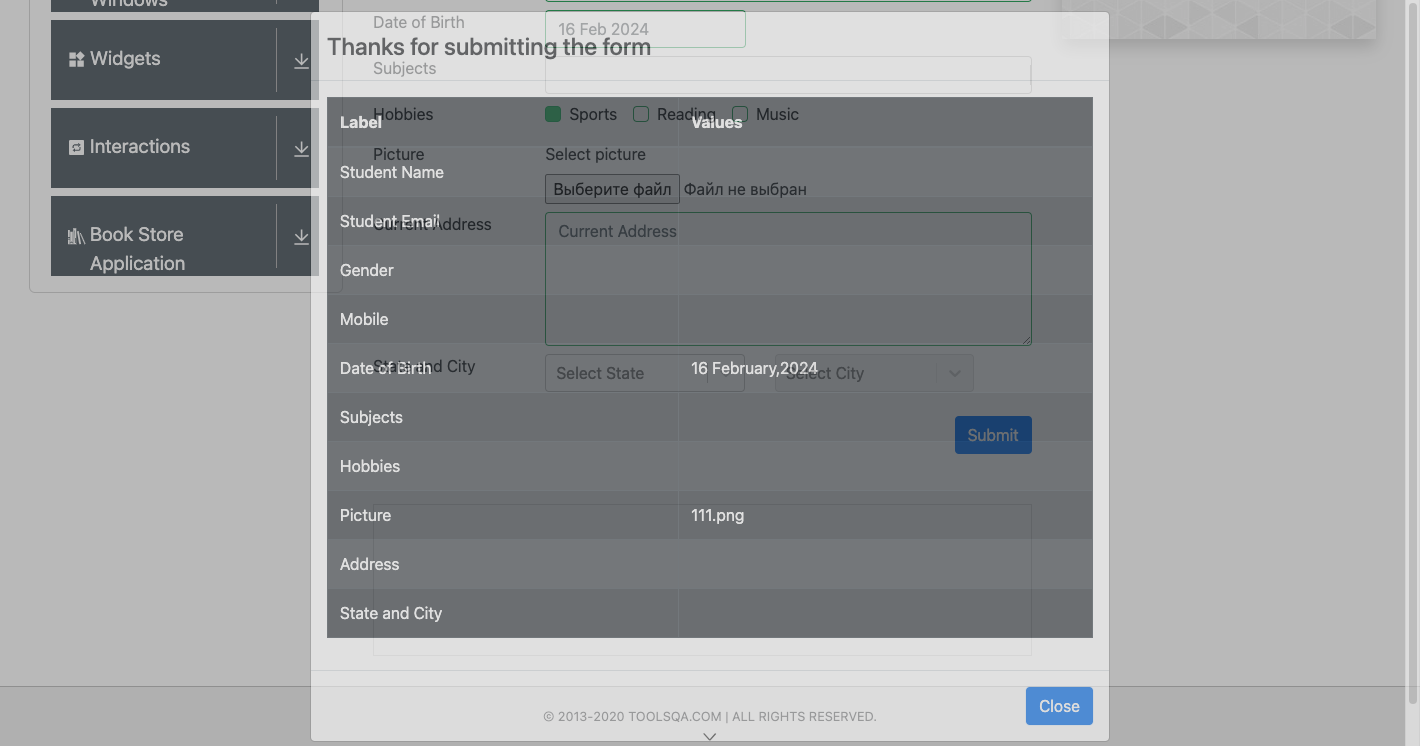 Windows
Widgets
Interactions
Book Store
Application
Date of Birth
16 Feb 2024
Thanks for submitting the form
Subjects
Hobbies
Sports Reading Music
Label Values
Picture Select picture
Student Name
Выберите файл Файл не выбран
Student Email
Current Address
Current Address
Gender
Mobile
Date of Birth 16 February,2024
State and City
Select State Select City
Subjects
Submit
Hobbies
Picture 111.png
Address
State and City
Close
© 2013-2020 TOOLSQA.COM | ALL RIGHTS RESERVED.